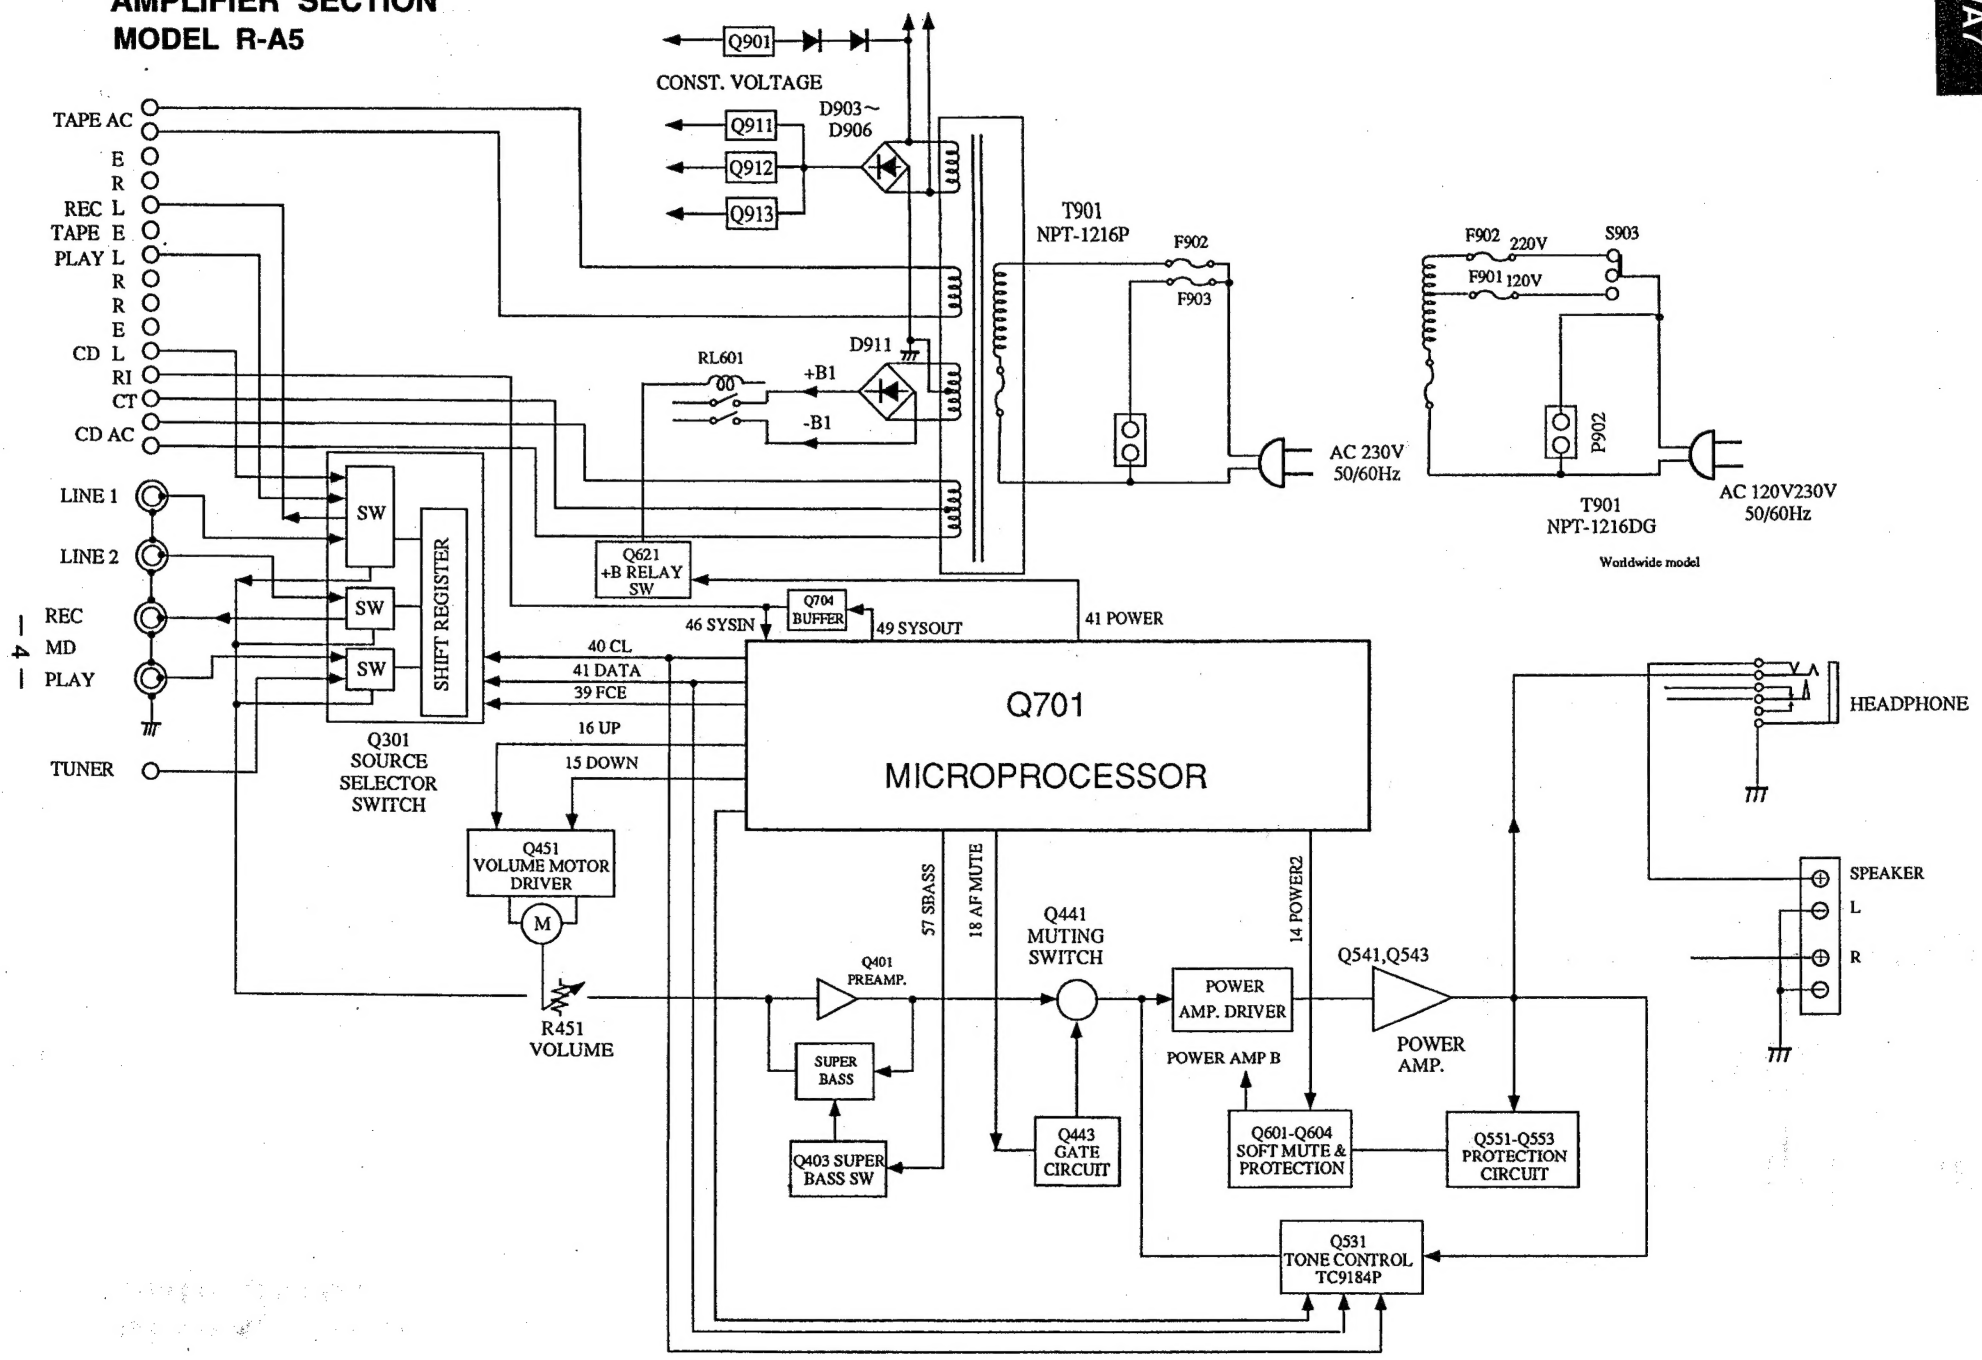 AMPLIFIER SECTION
MODEL R-A5
A7
Q901
CONST. VOLTAGE
D903~
D906
Q911
Q912
Q913
TAPE AC
E
R
REC L
TAPE E
PLAY L
R
R
E
CD L
RI
CT
CD AC
LINE 1
LINE 2
REC
MD
PLAY
TUNER
- 4 -
T901
NPT-1216P
F902
F903
AC 230V
50/60Hz
F902 220V
F901 120V
S903
P902
AC 120V230V
50/60Hz
T901
NPT-1216DG
Worldwide model
D911
RL601
+B1
-B1
Q621
+B RELAY
SW
Q704
BUFFER
46 SYSIN
49 SYSOUT
41 POWER
SW
SW
SW
SHIFT REGISTER
Q301
SOURCE
SELECTOR
SWITCH
40 CL
41 DATA
39 FCE
16 UP
15 DOWN
Q701
MICROPROCESSOR
HEADPHONE
Q451
VOLUME MOTOR
DRIVER
M
R451
VOLUME
57 SBASS
18 AF MUTE
14 POWER2
Q401
PREAMP.
SUPER
BASS
Q403 SUPER
BASS SW
Q441
MUTING
SWITCH
Q443
GATE
CIRCUIT
POWER
AMP. DRIVER
Q541,Q543
POWER
AMP.
POWER AMP B
Q601-Q604
SOFT MUTE &
PROTECTION
Q551-Q553
PROTECTION
CIRCUIT
SPEAKER
L
R
Q531
TONE CONTROL
TC9184P